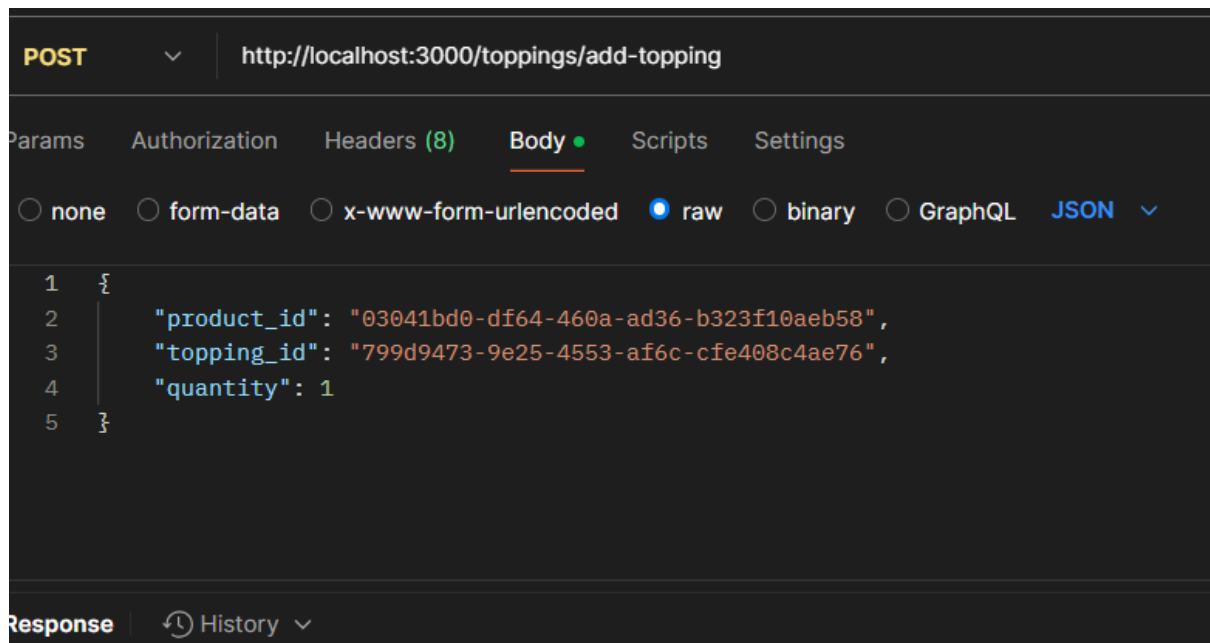 POST http://localhost:3000/toppings/add-topping
Params Authorization Headers (8) Body Scripts Settings
none form-data x-www-form-urlencoded raw binary GraphQL JSON
1 {
2 "product_id": "03041bd0-df64-460a-ad36-b323f10aeb58",
3 "topping_id": "799d9473-9e25-4553-af6c-cfe408c4ae76",
4 "quantity": 1
5 }
Response History